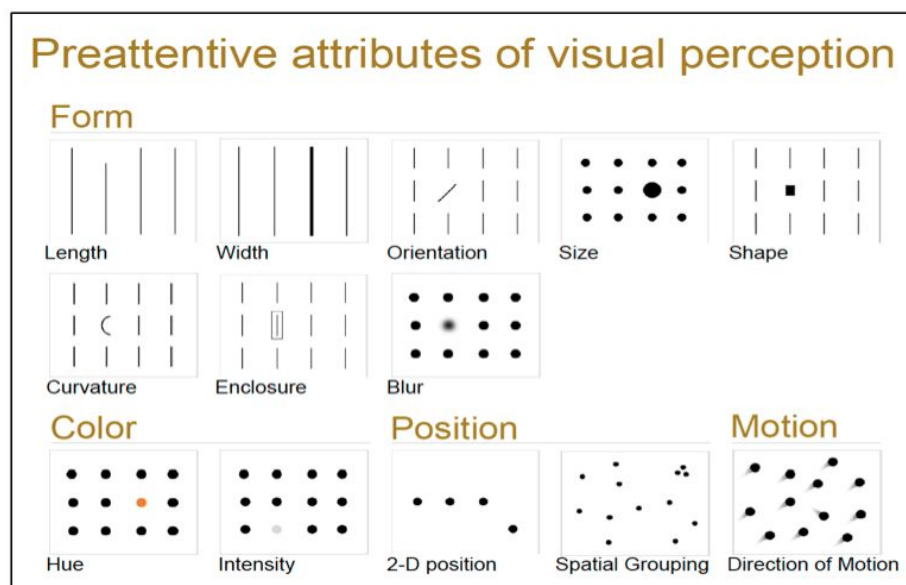 Preattentive attributes of visual perception
Form
Length Width Orientation Size Shape
Curvature Enclosure Blur
Color Position Motion
Hue Intensity 2-D position Spatial Grouping Direction of Motion